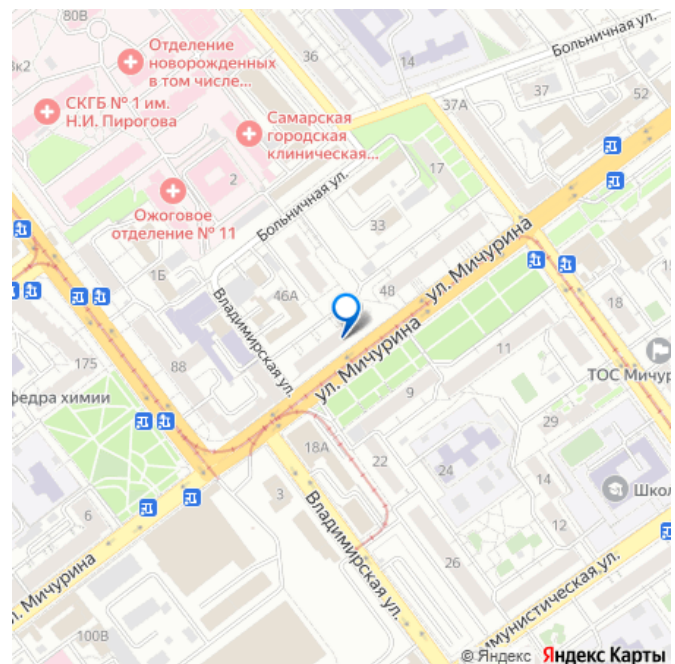 80В
8к2
Отделение
новорожденных
в том числе...
36
14
Больничная ул.
СКГБ № 1 им.
Н.И. Пирогова
37А
37
52
Самарская
городская
клиническая...
17
2
Ожоговое
отделение № 11
Больничная ул.
33
1Б
46А
48
ул. Мичурина
Владимирская ул.
18
15
175
88
ул. Мичурина
11
ТОС Мичур
федра химии
9
29
18А
22
24
14
Школ
3
6
12
Владимирская ул.
26
л. Мичурина
ммунистическая ул.
100В
© Яндекс Яндекс Карты